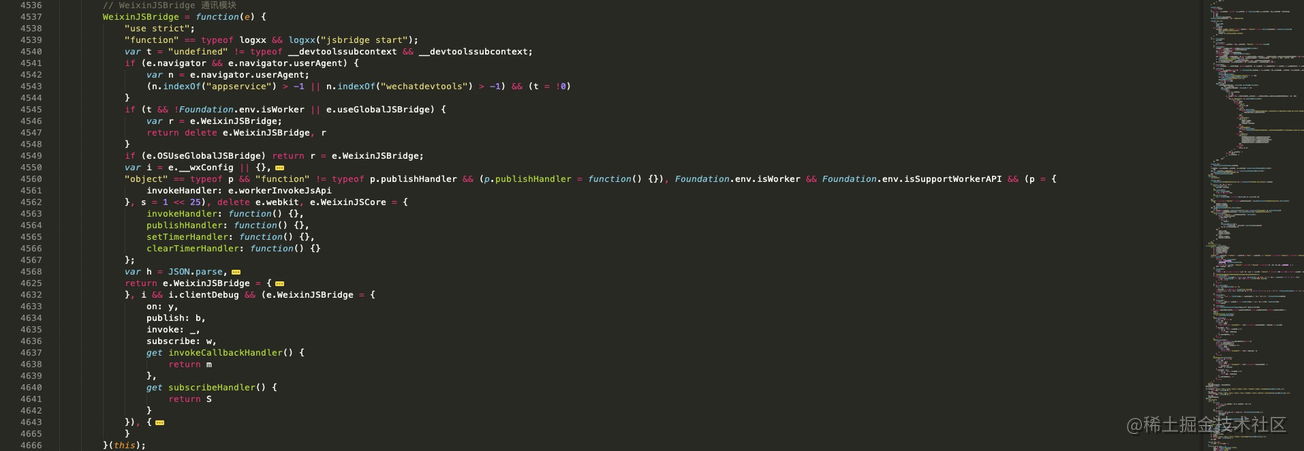 4536 // WeixinJSBridge 通讯模块
4537 WeixinJSBridge = function(e) {
4538 "use strict";
4539 "function" == typeof logxx && logxx("jsbridge start");
4540 var t = "undefined" != typeof __devtoolssubcontext && __devtoolssubcontext;
4541 if (e.navigator && e.navigator.userAgent) {
4542 var n = e.navigator.userAgent;
4543 (n.indexOf("appservice") > -1 || n.indexOf("wechatdevtools") > -1) && (t = !0)
4544 }
4545 if (t && !Foundation.env.isWorker || e.useGlobalJSBridge) {
4546 var r = e.WeixinJSBridge;
4547 return delete e.WeixinJSBridge, r
4548 }
4549 if (e.OSUseGlobalJSBridge) return r = e.WeixinJSBridge;
4550 var i = e.__wxConfig || {},
4560 "object" == typeof p && "function" != typeof p.publishHandler && (p.publishHandler = function() {}), Foundation.env.isWorker && Foundation.env.isSupportWorkerAPI && (p = {
4561 invokeHandler: e.workerInvokeJsApi
4562 }, s = 1 << 25), delete e.webkit, e.WeixinJSCore = {
4563 invokeHandler: function() {},
4564 publishHandler: function() {},
4565 setTimerHandler: function() {},
4566 clearTimerHandler: function() {}
4567 };
4568 var h = JSON.parse,
4625 return e.WeixinJSBridge = {
4632 }, i && i.clientDebug && (e.WeixinJSBridge = {
4633 on: y,
4634 publish: b,
4635 invoke: _,
4636 subscribe: w,
4637 get invokeCallbackHandler() {
4638 return m
4639 },
4640 get subscribeHandler() {
4641 return S
4642 }
4643 }), {
4665 }
4666 }(this);
@稀土掘金技术社区